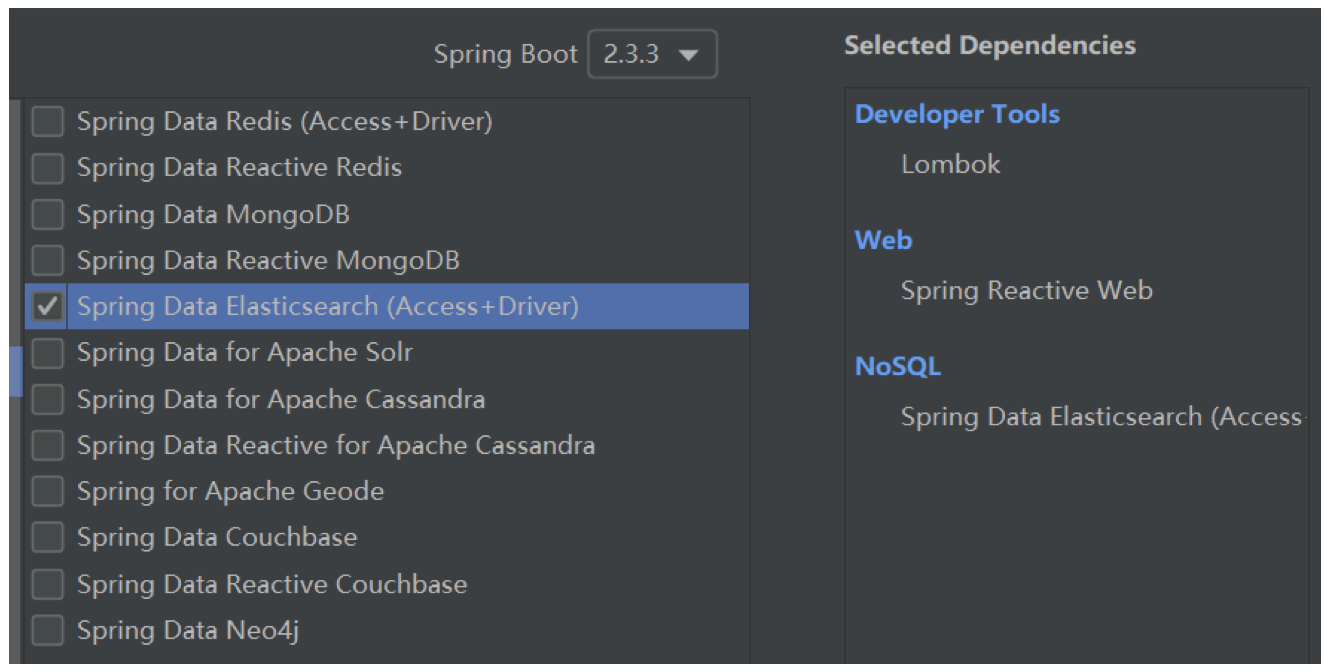 Spring Boot 2.3.3
Spring Data Redis (Access+Driver)
Spring Data Reactive Redis
Spring Data MongoDB
Spring Data Reactive MongoDB
Spring Data Elasticsearch (Access+Driver)
Spring Data for Apache Solr
Spring Data for Apache Cassandra
Spring Data Reactive for Apache Cassandra
Spring for Apache Geode
Spring Data Couchbase
Spring Data Reactive Couchbase
Spring Data Neo4j
Selected Dependencies
Developer Tools
Lombok
Web
Spring Reactive Web
NoSQL
Spring Data Elasticsearch (Access